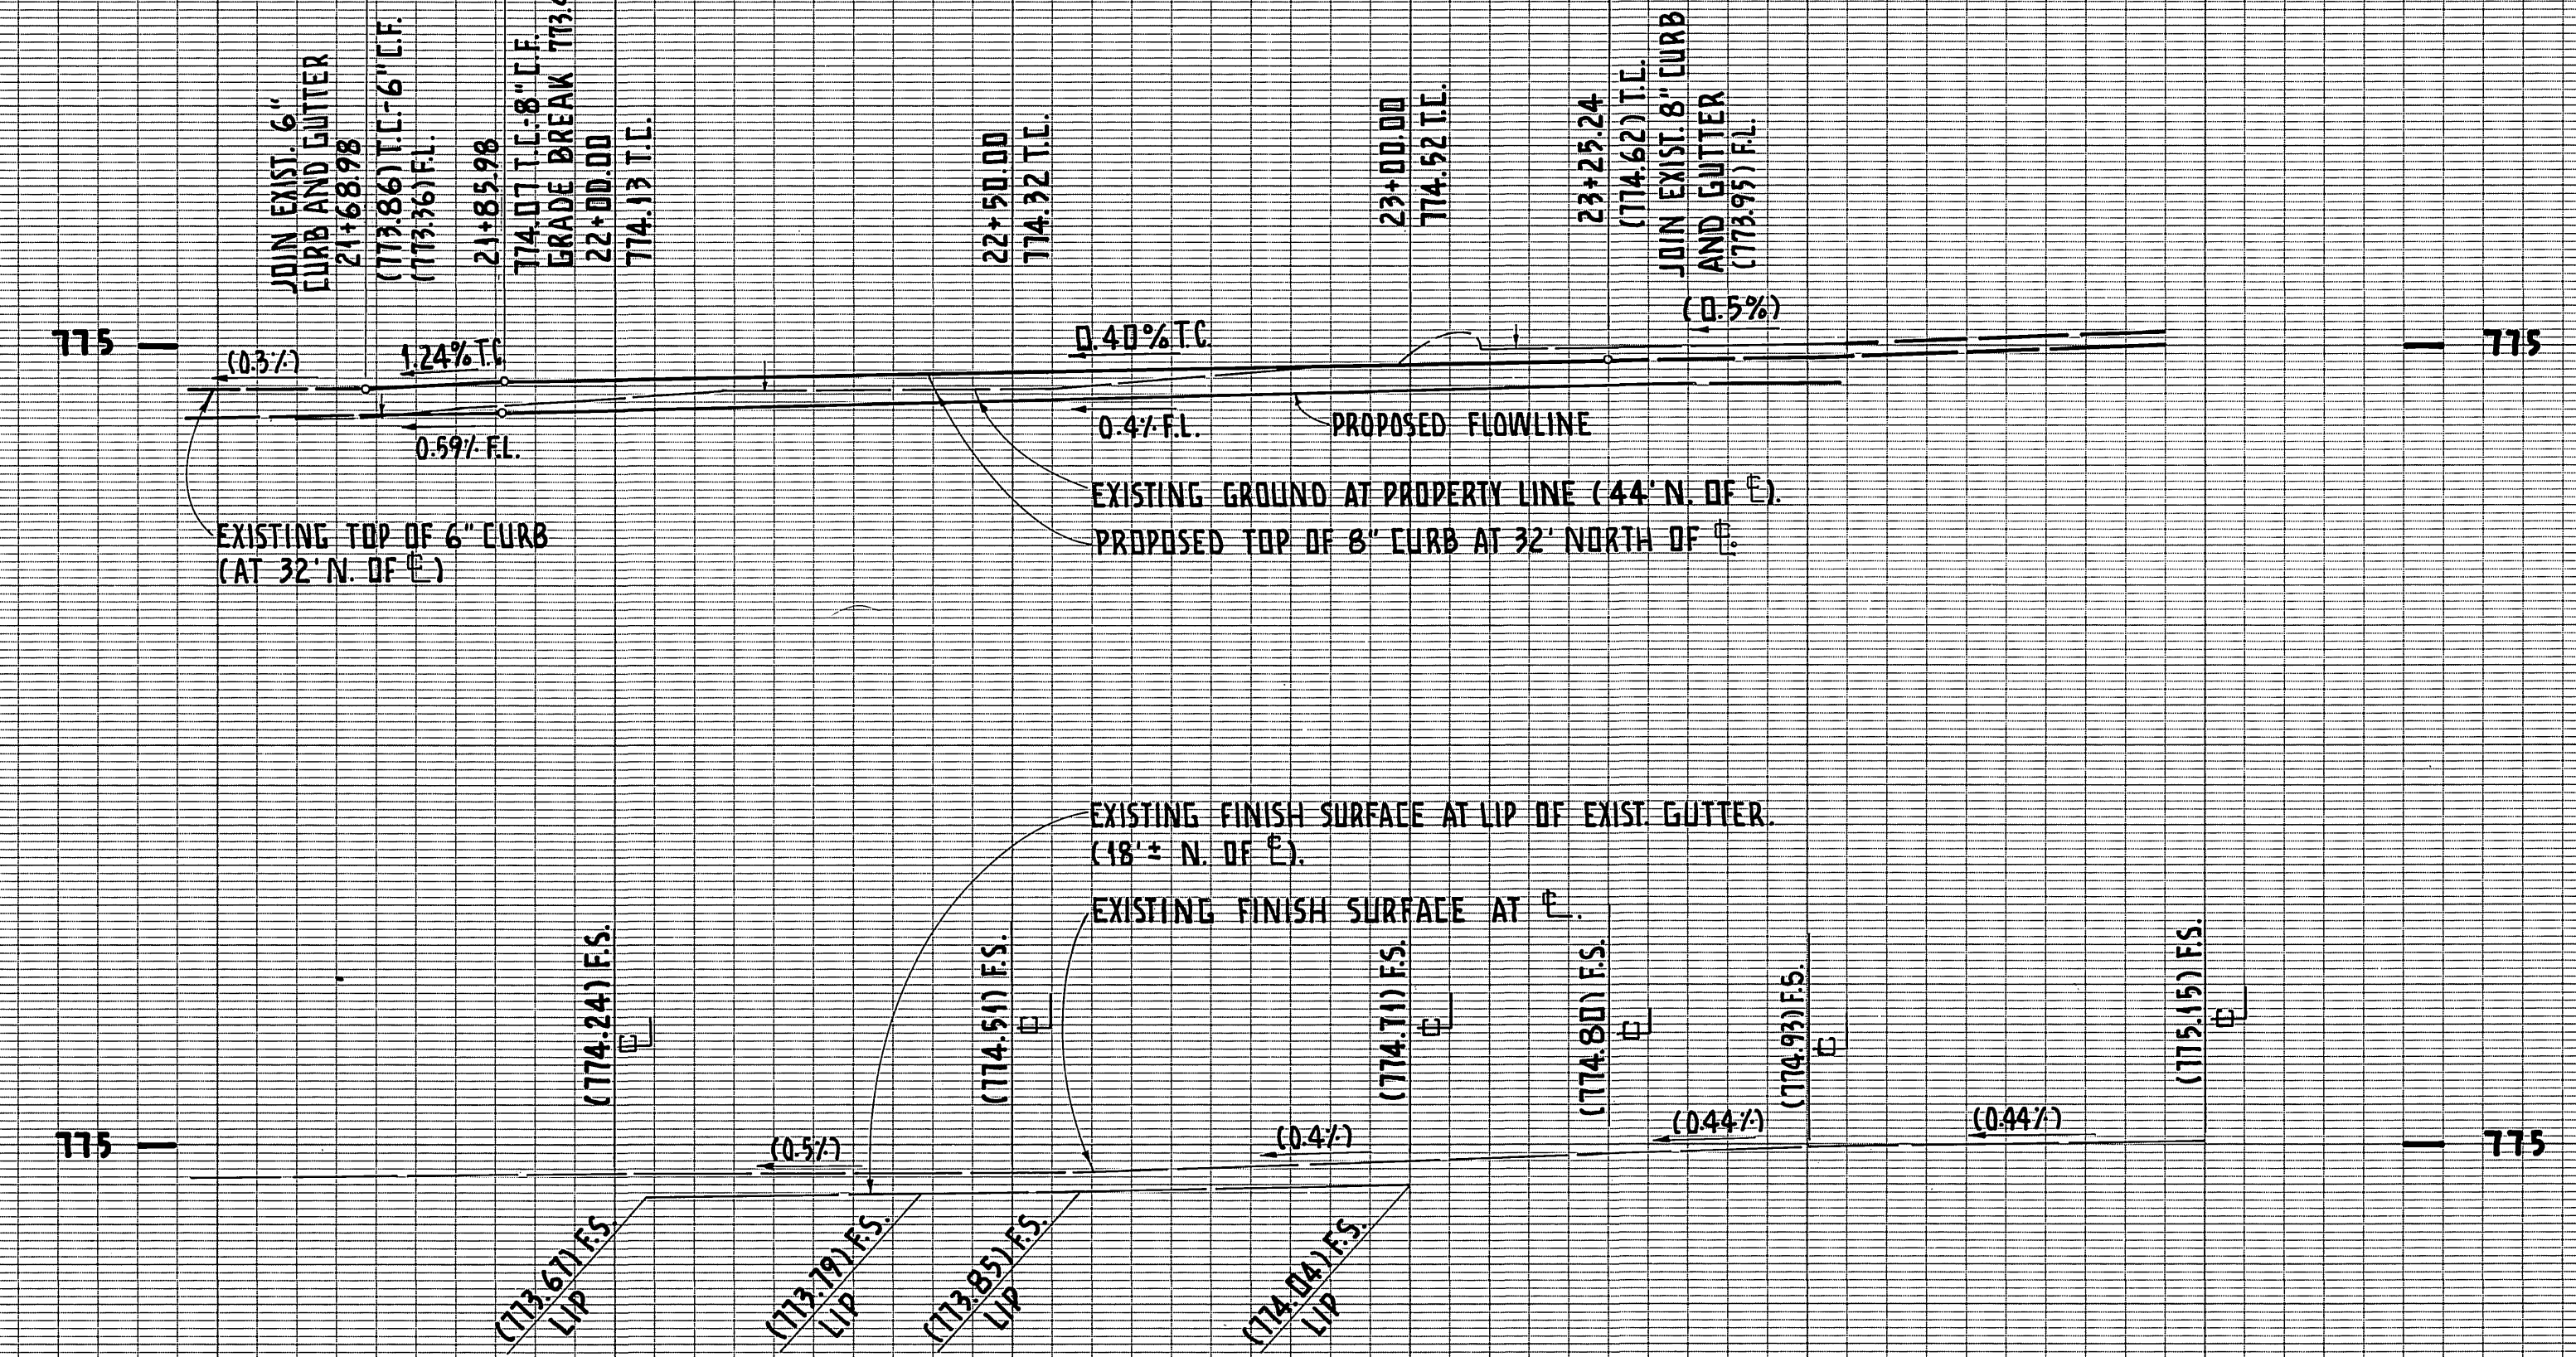 JOIN EXIST. 6"
CURB AND GUTTER
21+68.98
(773.86) T.C.-6" C.F.
(773.36) F.L.
21+85.98
774.07 T.C.-8" C.F.
GRADE BREAK
22+00.00
774.13 T.C.
22+50.00
774.32 T.C.
23+00.00
774.52 T.C.
23+25.24
(774.62) T.C.
JOIN EXIST. 8" CURB
AND GUTTER
(773.95) F.L.
775
(0.3%)
1.24% T.C.
0.40% T.C.
(0.5%)
775
0.59% F.L.
0.4% F.L.
PROPOSED FLOWLINE
EXISTING GROUND AT PROPERTY LINE (44' N. OF ℄).
PROPOSED TOP OF 8" CURB AT 32' NORTH OF ℄.
EXISTING TOP OF 6" CURB
(AT 32' N. OF ℄)
EXISTING FINISH SURFACE AT LIP OF EXIST. GUTTER.
(18'± N. OF ℄).
EXISTING FINISH SURFACE AT ℄.
(774.24) F.S.
℄
(774.51) F.S.
℄
(774.71) F.S.
℄
(774.80) F.S.
℄
(774.93) F.S.
℄
(775.15) F.S.
℄
775
(0.5%)
(0.4%)
(0.44%)
(0.44%)
775
(773.67) F.S.
LIP
(773.79) F.S.
LIP
(773.85) F.S.
LIP
(774.04) F.S.
LIP